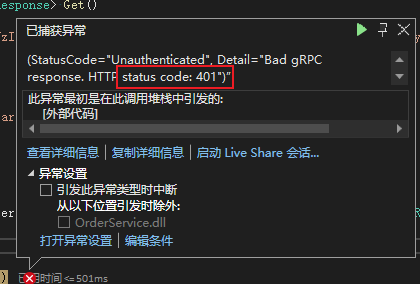 esponse> Get()
已捕获异常
(StatusCode="Unauthenticated", Detail="Bad gRPC
response. HTTP status code: 401")"
此异常最初是在此调用堆栈中引发的:
[外部代码]
查看详细信息 | 复制详细信息 | 启动 Live Share 会话...
异常设置
引发此异常类型时中断
从以下位置引发时除外:
OrderService.dll
打开异常设置 | 编辑条件
用时间 <= 501ms